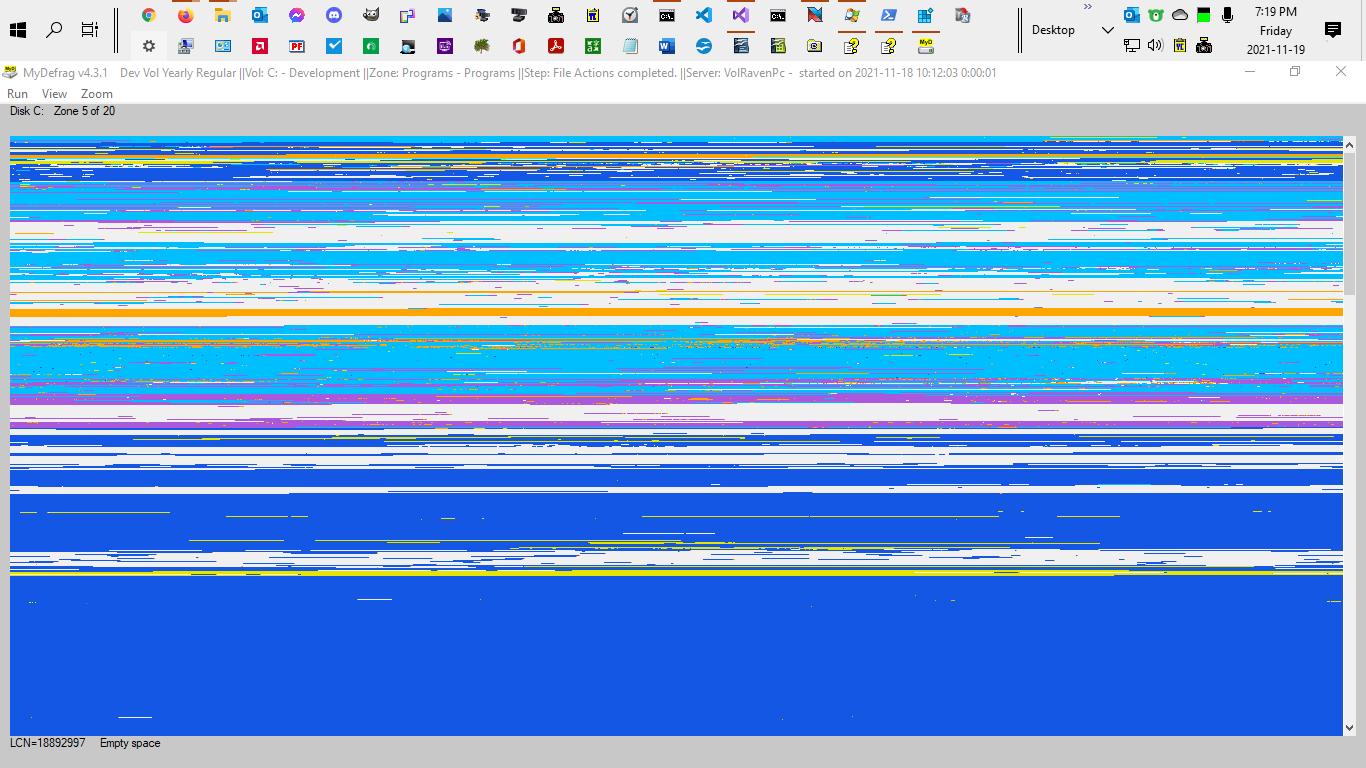 7:19 PM
Desktop
Friday
2021-11-19
MyDefrag v4.3.1 Dev Vol Yearly Regular ||Vol: C: - Development ||Zone: Programs - Programs ||Step: File Actions completed. ||Server: VolRavenPc - started on 2021-11-18 10:12:03 0:00:01
Run View Zoom
Disk C: Zone 5 of 20
LCN=18892997 Empty space